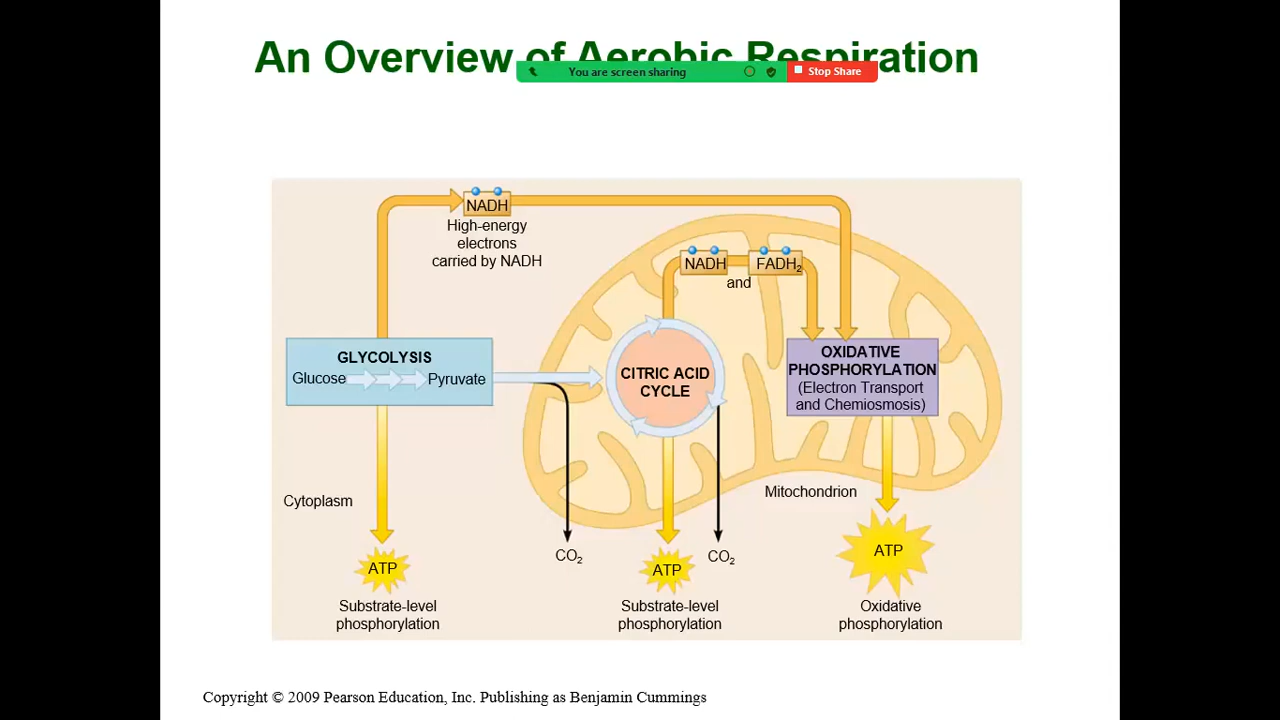 An Overview of Aerobic Respiration
You are screen sharing
Stop Share
NADH
High-energy
electrons
carried by NADH
NADH
FADH₂
and
GLYCOLYSIS
Glucose
Pyruvate
CITRIC ACID
CYCLE
OXIDATIVE
PHOSPHORYLATION
(Electron Transport
and Chemiosmosis)
Cytoplasm
Mitochondrion
ATP
CO₂
ATP
CO₂
ATP
Substrate-level
phosphorylation
Substrate-level
phosphorylation
Oxidative
phosphorylation
Copyright © 2009 Pearson Education, Inc. Publishing as Benjamin Cummings